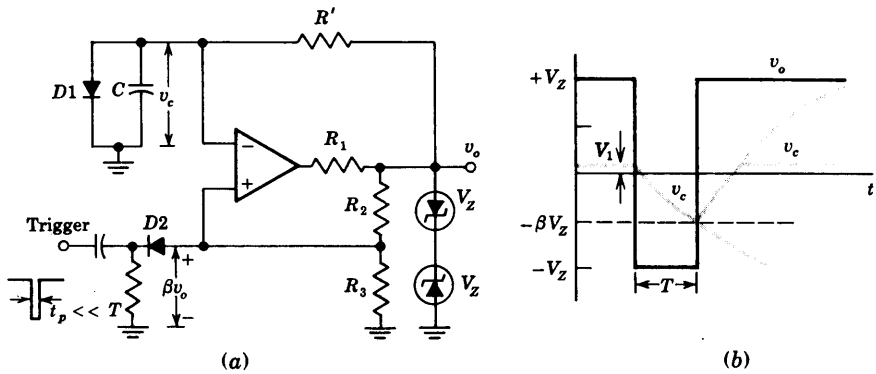 R'
D1
C
v_c
R_1
v_o
−
+
R_2
V_Z
Trigger
D2
+
βv_o
−
R_3
V_Z
t_p << T
(a)
+V_Z
v_o
V_1
v_c
v_c
t
−βV_Z
−V_Z
T
(b)